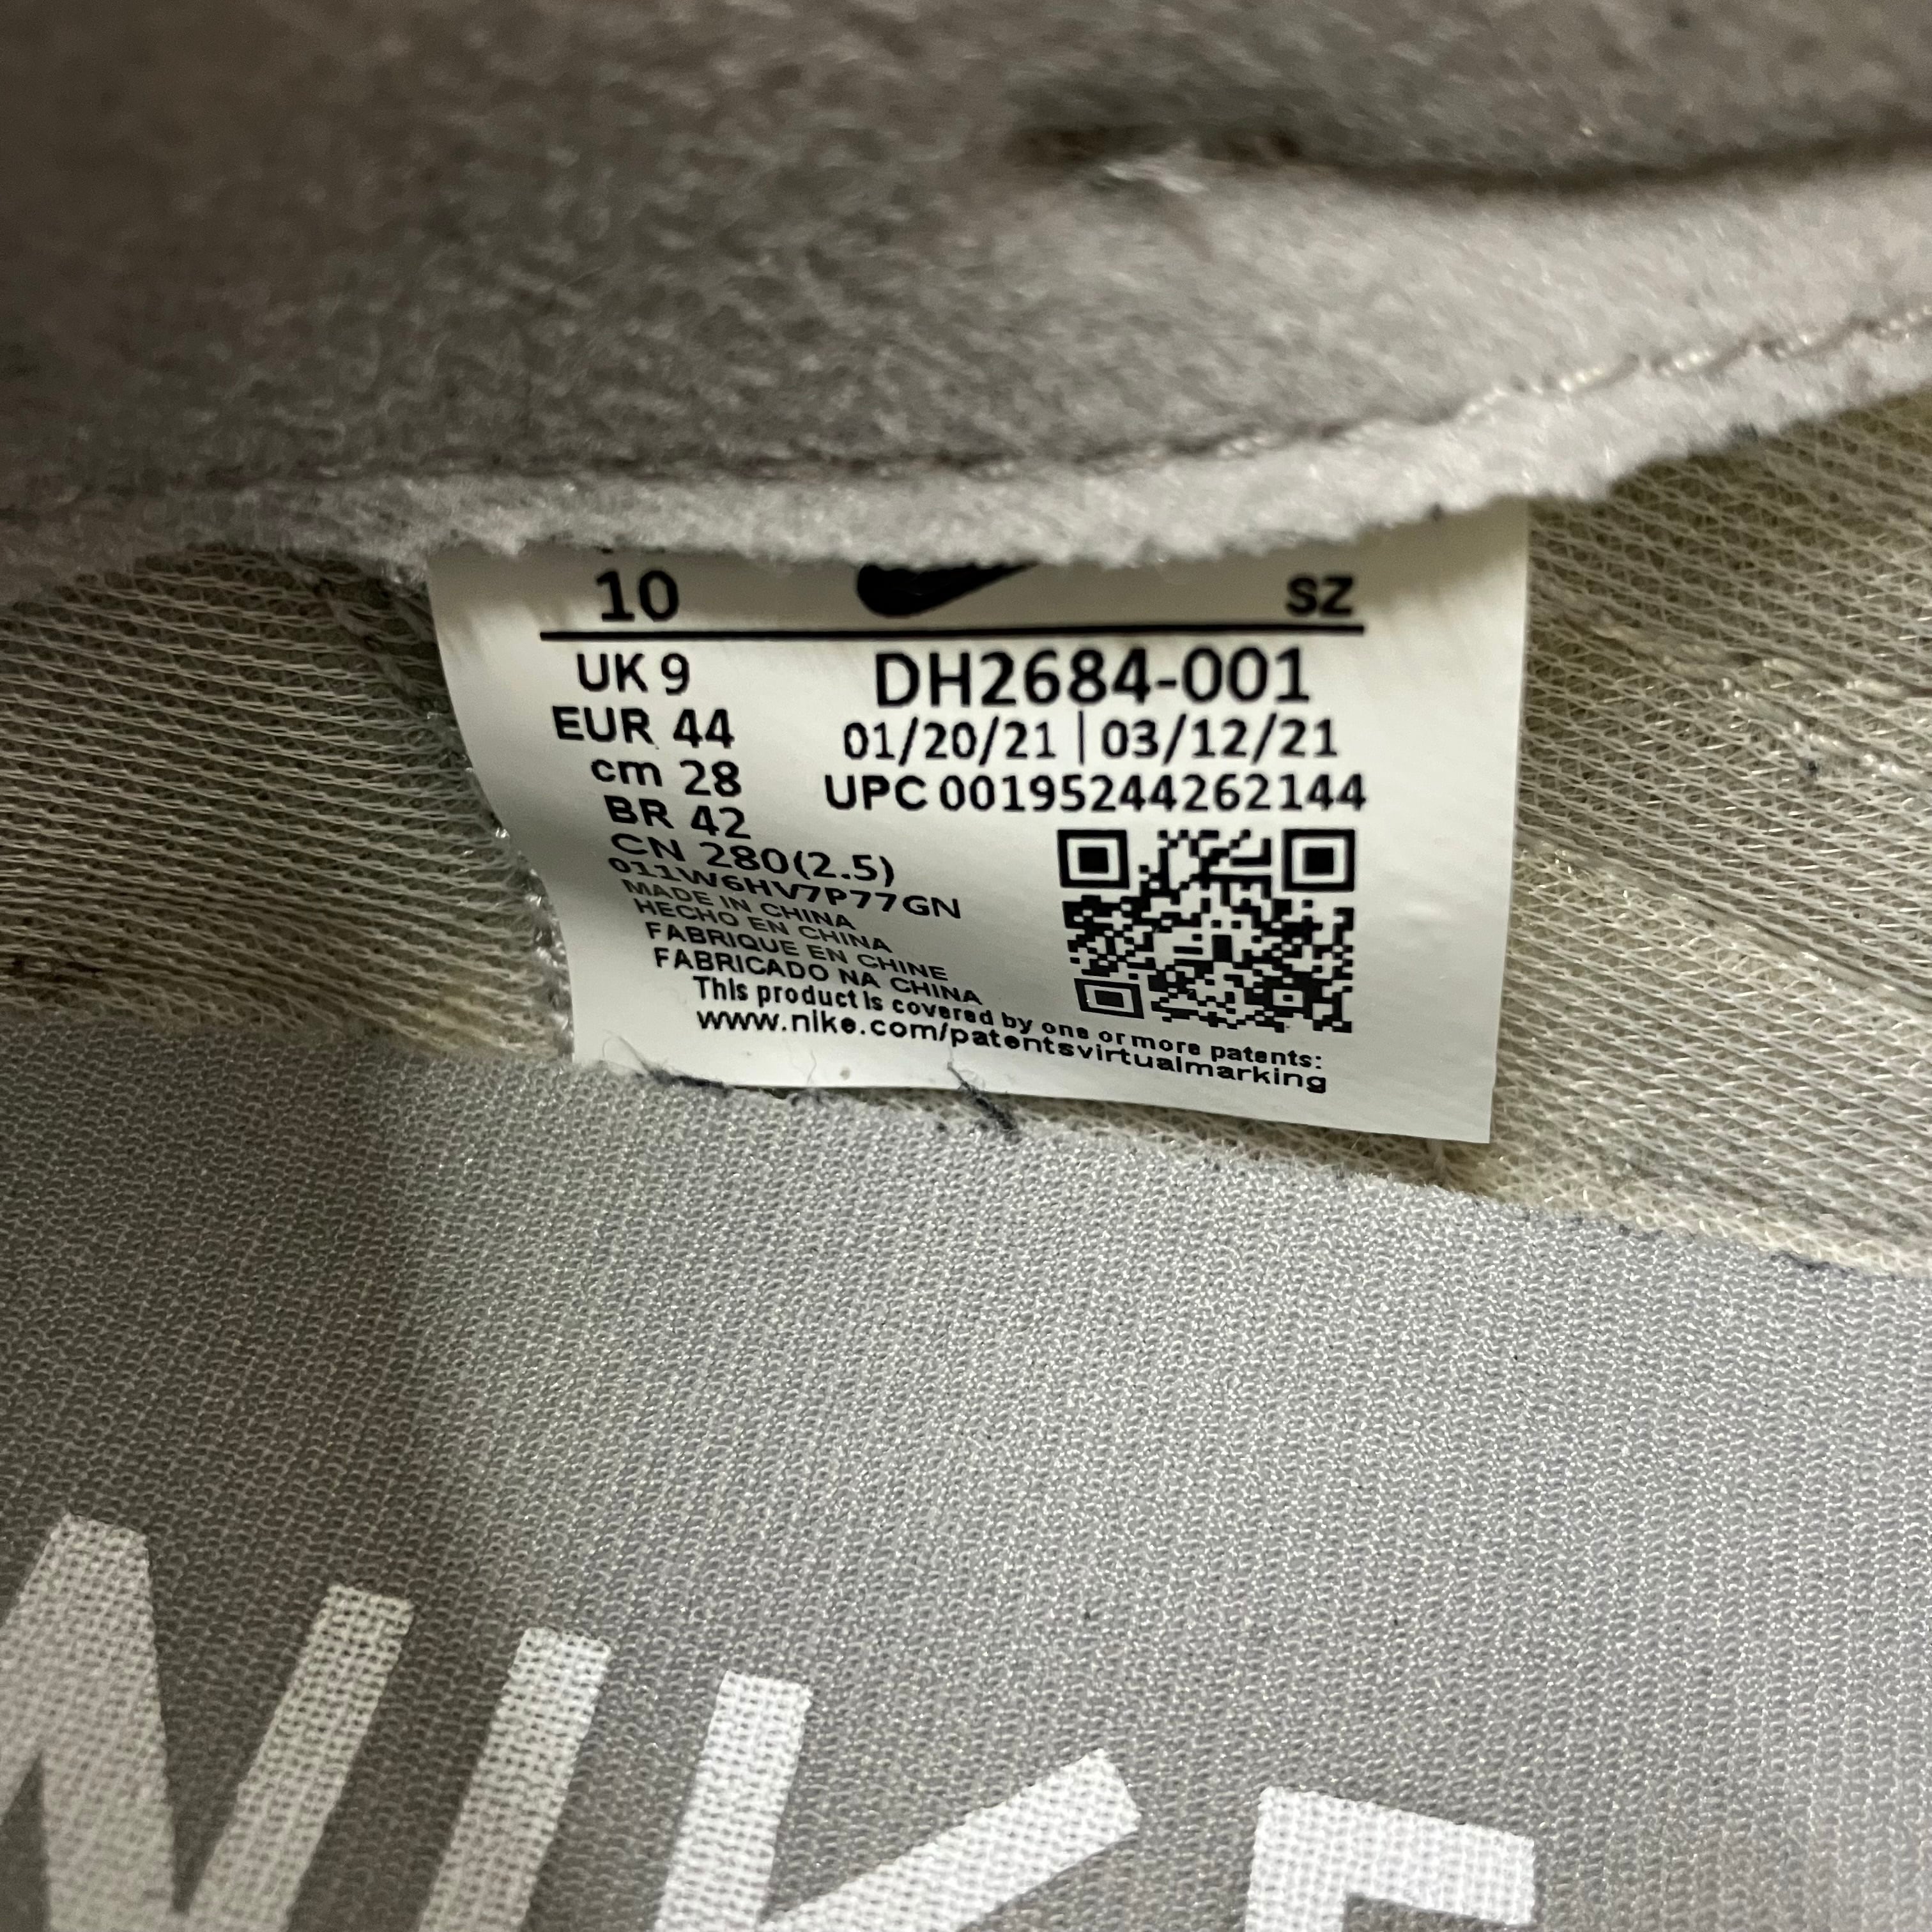 10 SZ
UK 9
EUR 44
cm 28
BR 42
CN 280(2.5)
011W6HV7P77GN
MADE IN CHINA
HECHO EN CHINA
FABRIQUE EN CHINE
FABRICADO NA CHINA
DH2684-001
01/20/21 | 03/12/21
UPC 00195244262144
This product is covered by one or more patents:
www.nike.com/patentsvirtualmarking
NIKE